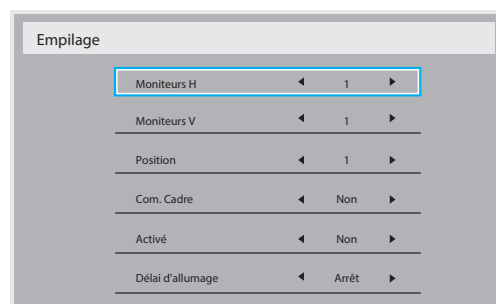 Empilage
Moniteurs H 1
Moniteurs V 1
Position 1
Com. Cadre Non
Activé Non
Délai d'allumage Arrêt